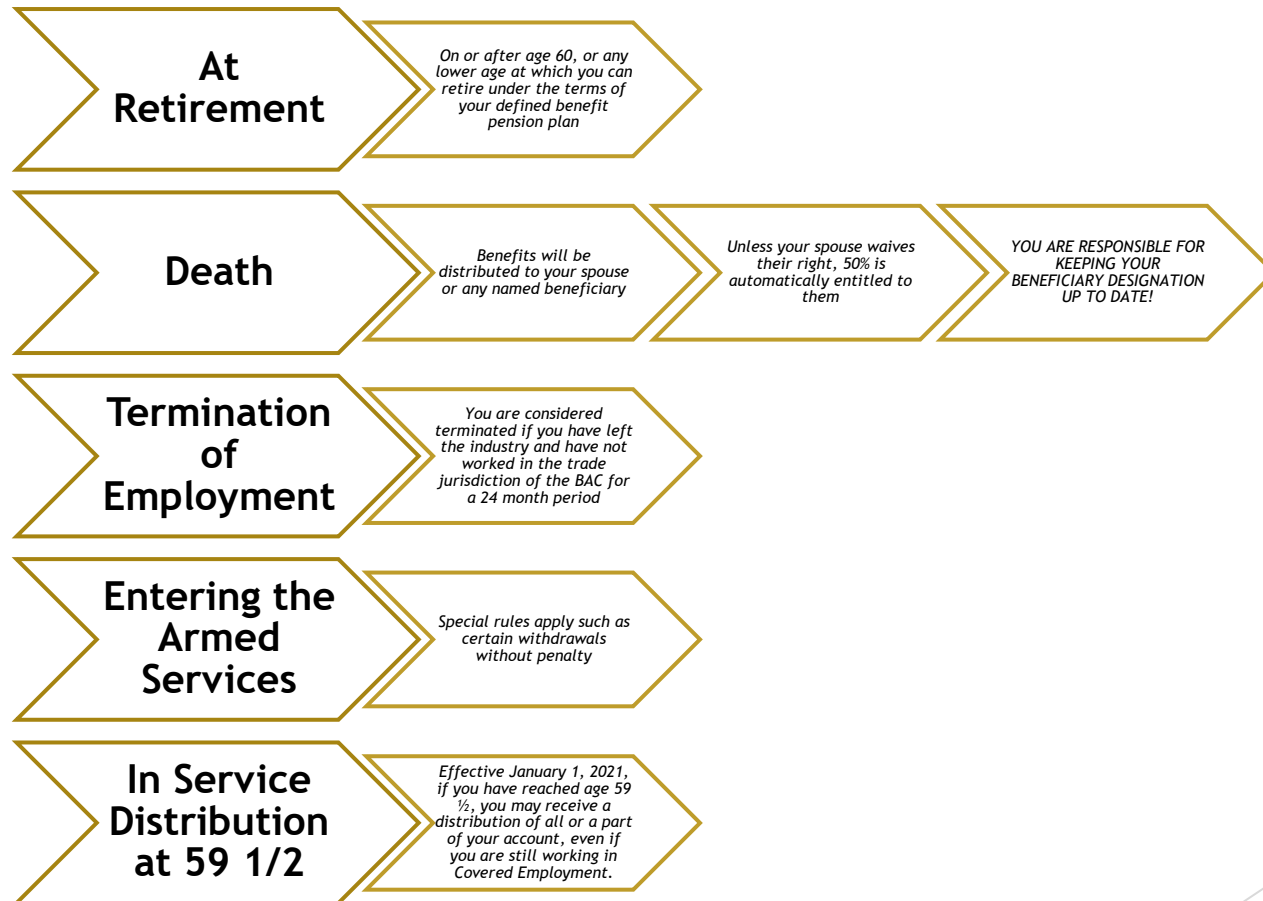 At
Retirement
On or after age 60, or any
lower age at which you can
retire under the terms of
your defined benefit
pension plan
Death
Benefits will be
distributed to your spouse
or any named beneficiary
Unless your spouse waives
their right, 50% is
automatically entitled to
them
YOU ARE RESPONSIBLE FOR
KEEPING YOUR
BENEFICIARY DESIGNATION
UP TO DATE!
Termination
of
Employment
You are considered
terminated if you have left
the industry and have not
worked in the trade
jurisdiction of the BAC for
a 24 month period
Entering the
Armed
Services
Special rules apply such as
certain withdrawals
without penalty
In Service
Distribution
at 59 1/2
Effective January 1, 2021,
if you have reached age 59
½, you may receive a
distribution of all or a part
of your account, even if
you are still working in
Covered Employment.